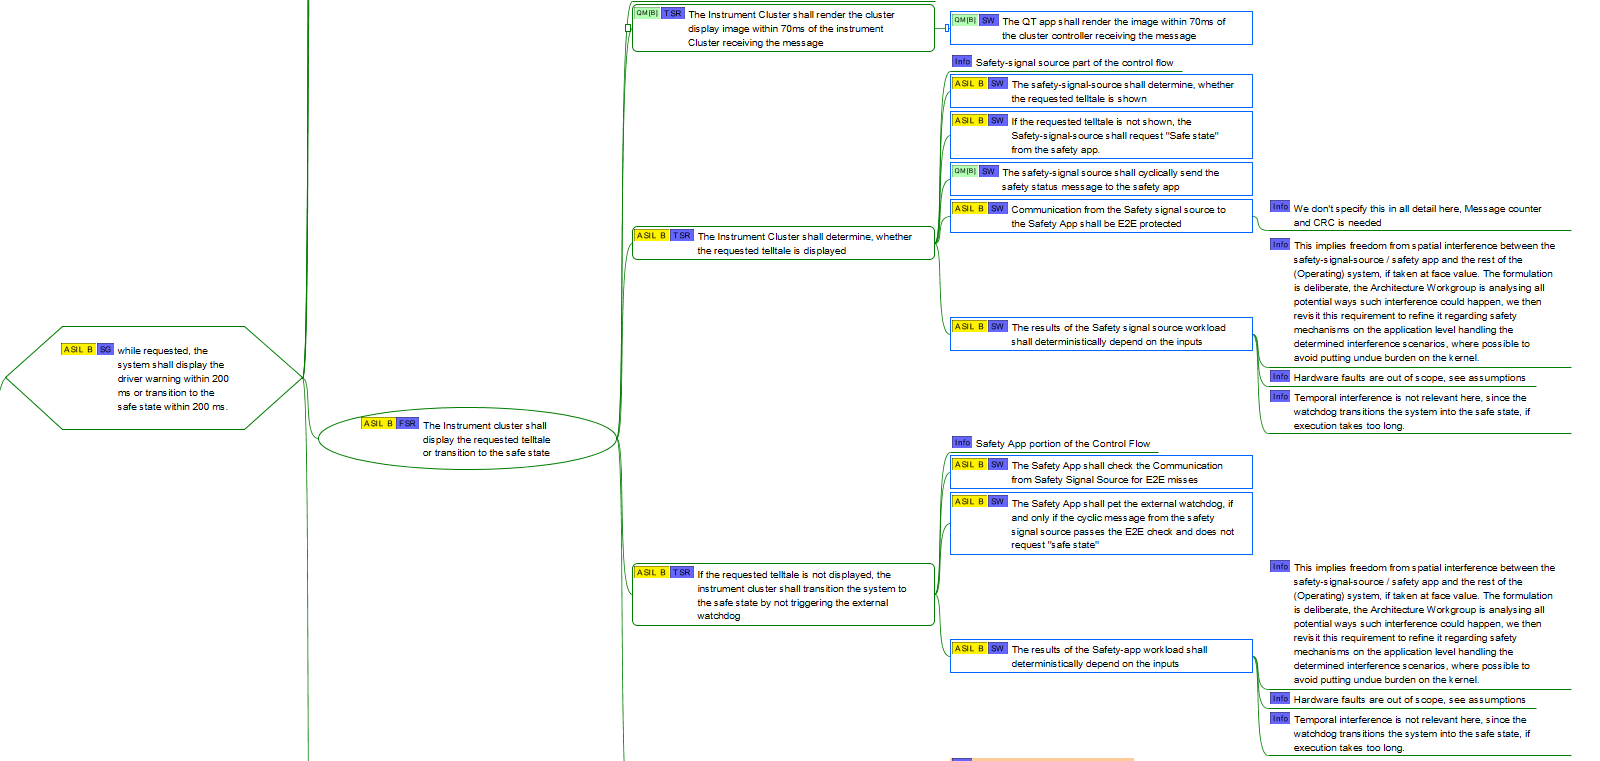 ASIL B SG while requested, the
system shall display the
driver warning within 200
ms or transition to the
safe state within 200 ms.
ASIL B FSR The Instrument cluster shall
display the requested telltale
or transition to the safe state
QM(B) TSR The Instrument Cluster shall render the cluster
display image within 70ms of the instrument
Cluster receiving the message
QM(B) SW The QT app shall render the image within 70ms of
the cluster controller receiving the message
ASIL B TSR The Instrument Cluster shall determine, whether
the requested telltale is displayed
Info Safety-signal source part of the control flow
ASIL B SW The safety-signal-source shall determine, whether
the requested telltale is shown
ASIL B SW If the requested telltale is not shown, the
Safety-signal-source shall request "Safe state"
from the safety app.
QM(B) SW The safety-signal source shall cyclically send the
safety status message to the safety app
ASIL B SW Communication from the Safety signal source to
the Safety App shall be E2E protected
Info We don't specify this in all detail here, Message counter
and CRC is needed
ASIL B SW The results of the Safety signal source workload
shall deterministically depend on the inputs
Info This implies freedom from spatial interference between the
safety-signal-source / safety app and the rest of the
(Operating) system, if taken at face value. The formulation
is deliberate, the Architecture Workgroup is analysing all
potential ways such interference could happen, we then
revisit this requirement to refine it regarding safety
mechanisms on the application level handling the
determined interference scenarios, where possible to
avoid putting undue burden on the kernel.
Info Hardware faults are out of scope, see assumptions
Info Temporal interference is not relevant here, since the
watchdog transitions the system into the safe state, if
execution takes too long.
ASIL B TSR If the requested telltale is not displayed, the
instrument cluster shall transition the system to
the safe state by not triggering the external
watchdog
Info Safety App portion of the Control Flow
ASIL B SW The Safety App shall check the Communication
from Safety Signal Source for E2E misses
ASIL B SW The Safety App shall pet the external watchdog, if
and only if the cyclic message from the safety
signal source passes the E2E check and does not
request "safe state"
ASIL B SW The results of the Safety-app workload shall
deterministically depend on the inputs
Info This implies freedom from spatial interference between the
safety-signal-source / safety app and the rest of the
(Operating) system, if taken at face value. The formulation
is deliberate, the Architecture Workgroup is analysing all
potential ways such interference could happen, we then
revisit this requirement to refine it regarding safety
mechanisms on the application level handling the
determined interference scenarios, where possible to
avoid putting undue burden on the kernel.
Info Hardware faults are out of scope, see assumptions
Info Temporal interference is not relevant here, since the
watchdog transitions the system into the safe state, if
execution takes too long.